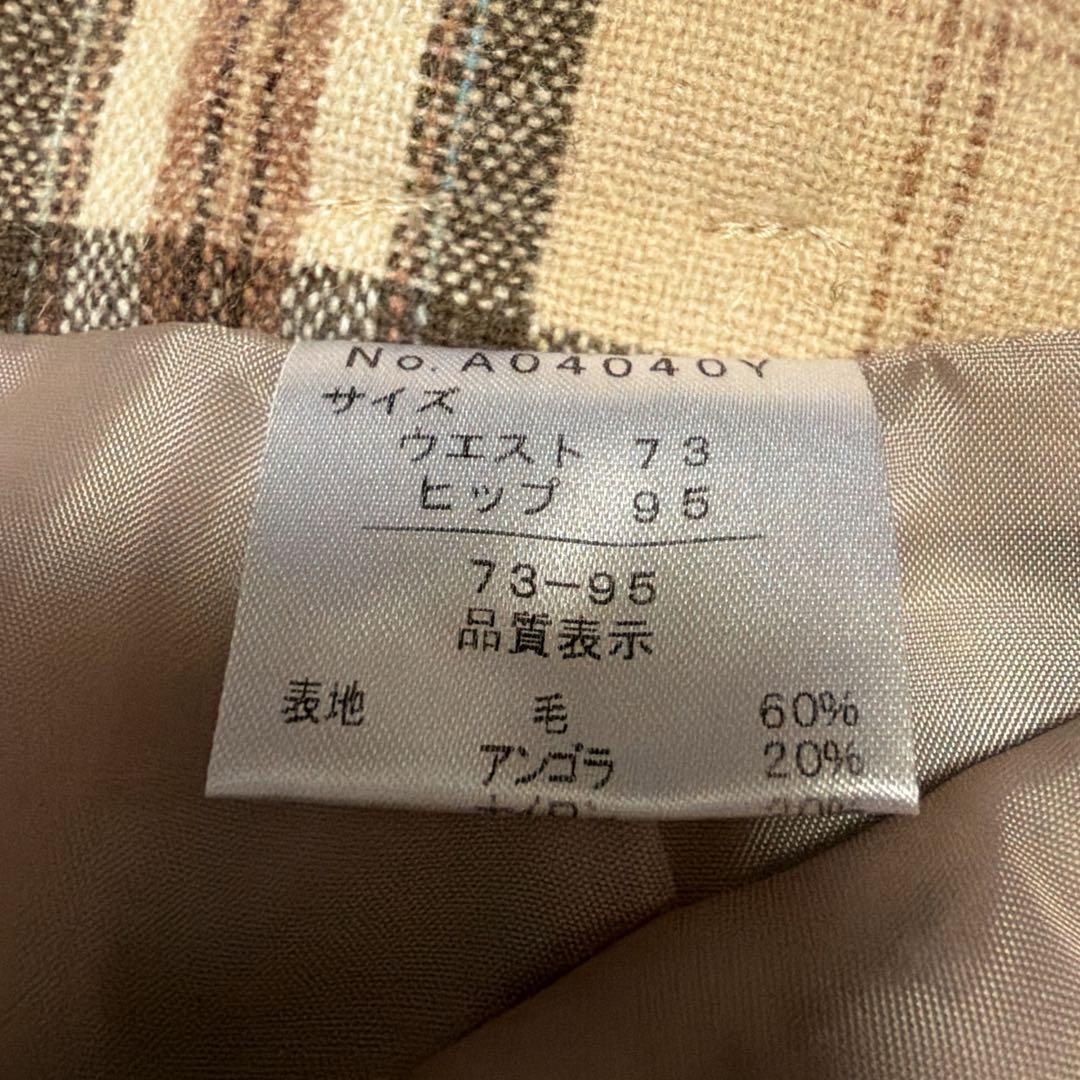 No. A04040Y
サイズ
ウエスト 73
ヒップ 95
73-95
品質表示
表地 毛 60%
アンゴラ 20%